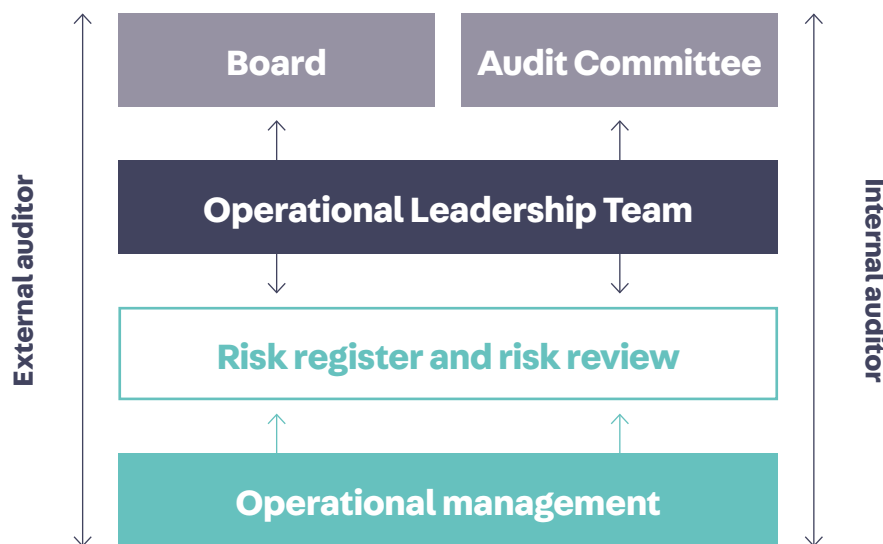 Board
Audit Committee
Operational Leadership Team
External auditor
Internal auditor
Risk register and risk review
Operational management